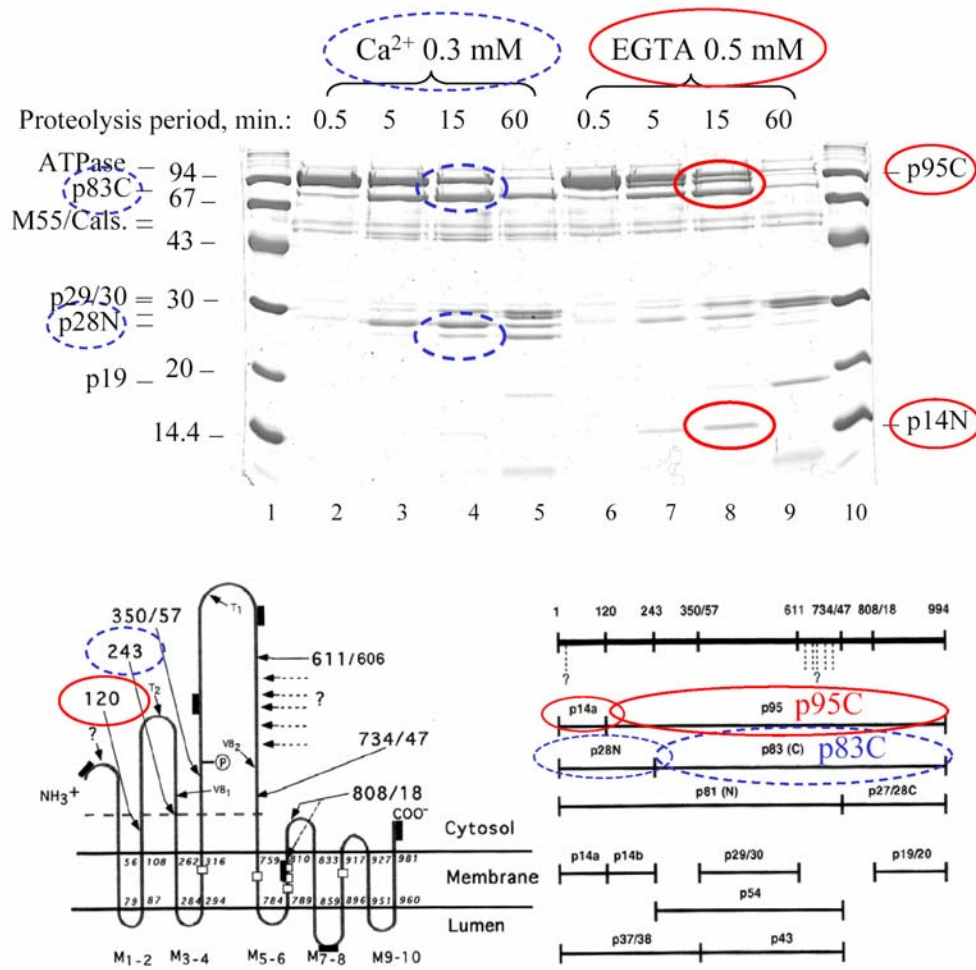 Ca2+ 0.3 mM EGTA 0.5 mM
Proteolysis period, min.: 0.5 5 15 60 0.5 5 15 60
ATPase 94 p95C
p83C 67
M55/Cals.
43
p29/30 30
p28N
20
p19
14.4 p14N
1 2 3 4 5 6 7 8 9 10
350/57 T1
243
120 T2
?
611/606
?
NH3+ VB1 P VB2 734/47
808/18
COO-
Cytosol
56 108 262 316 759 810 833 917 927 981
Membrane
79 87 284 294 784 789 859 896 951 960
Lumen
M1-2 M3-4 M5-6 M7-8 M9-10
1 120 243 350/57 611 734/47 808/18 994
? ?
p14a p95 p95C
p28N p83 (C) p83C
p81 (N) p27/28C
p14a p14b p29/30 p19/20
p54
p37/38 p43